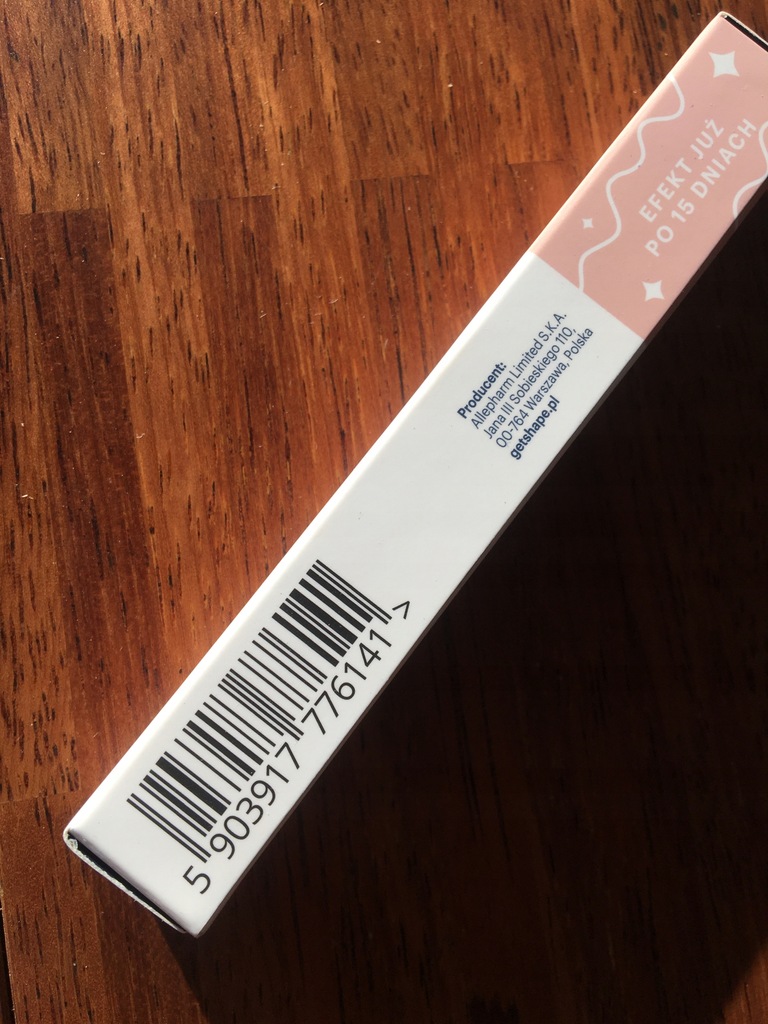 EFEKT JUŻ
PO 15 DNIACH
Producent:
Allepharm Limited S.K.A.
Jana III Sobieskiego 110,
00-764 Warszawa, Polska
getshape.pl
5 903917 776141 >